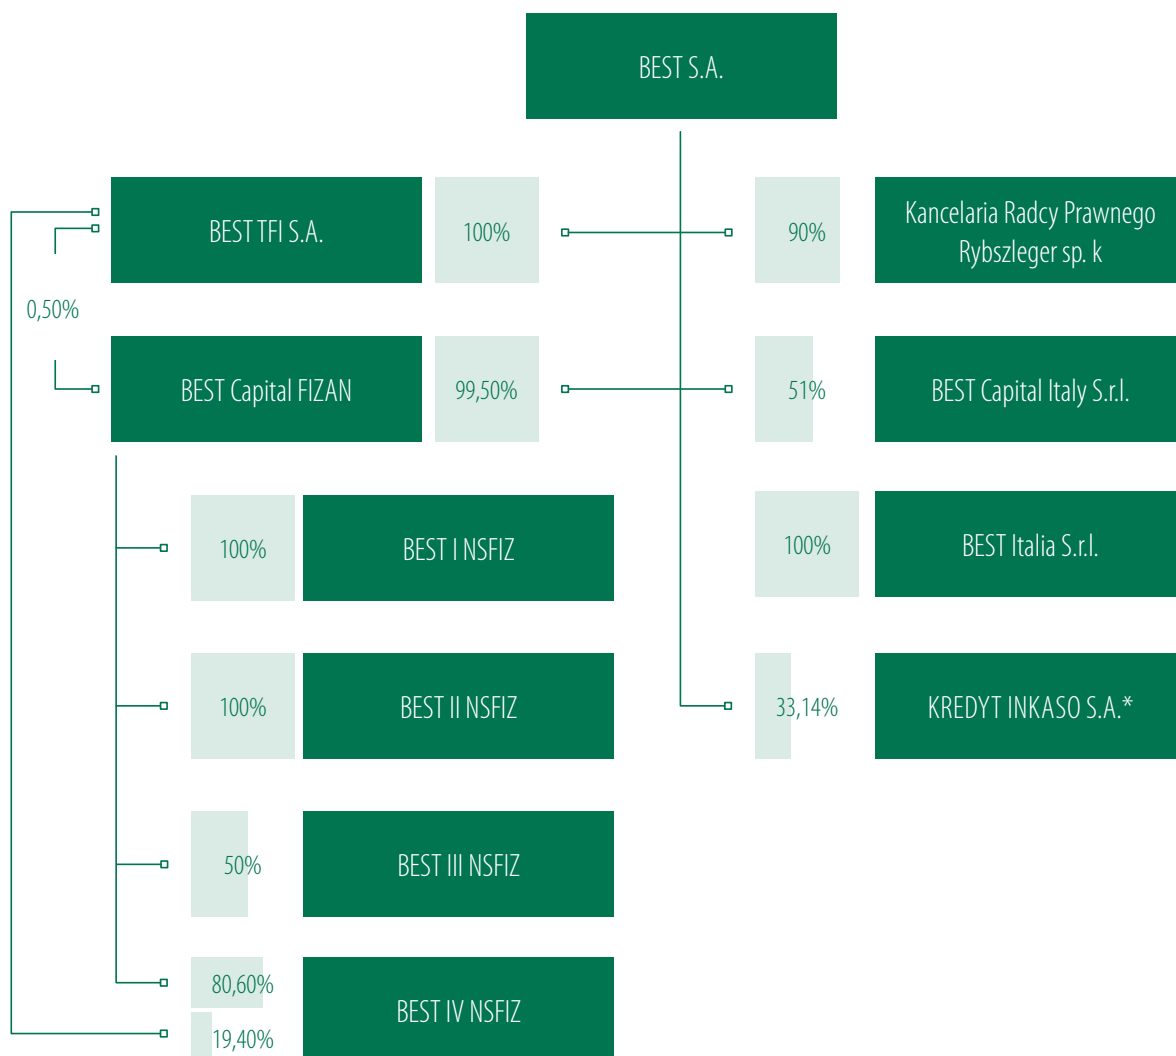 BEST S.A.
BEST TFI S.A.
100%
90%
Kancelaria Radcy Prawnego
Rybszleger sp. k
0,50%
BEST Capital FIZAN
99,50%
51%
BEST Capital Italy S.r.l.
100%
BEST I NSFIZ
100%
BEST Italia S.r.l.
100%
BEST II NSFIZ
33,14%
KREDYT INKASO S.A.*
50%
BEST III NSFIZ
80,60%
19,40%
BEST IV NSFIZ